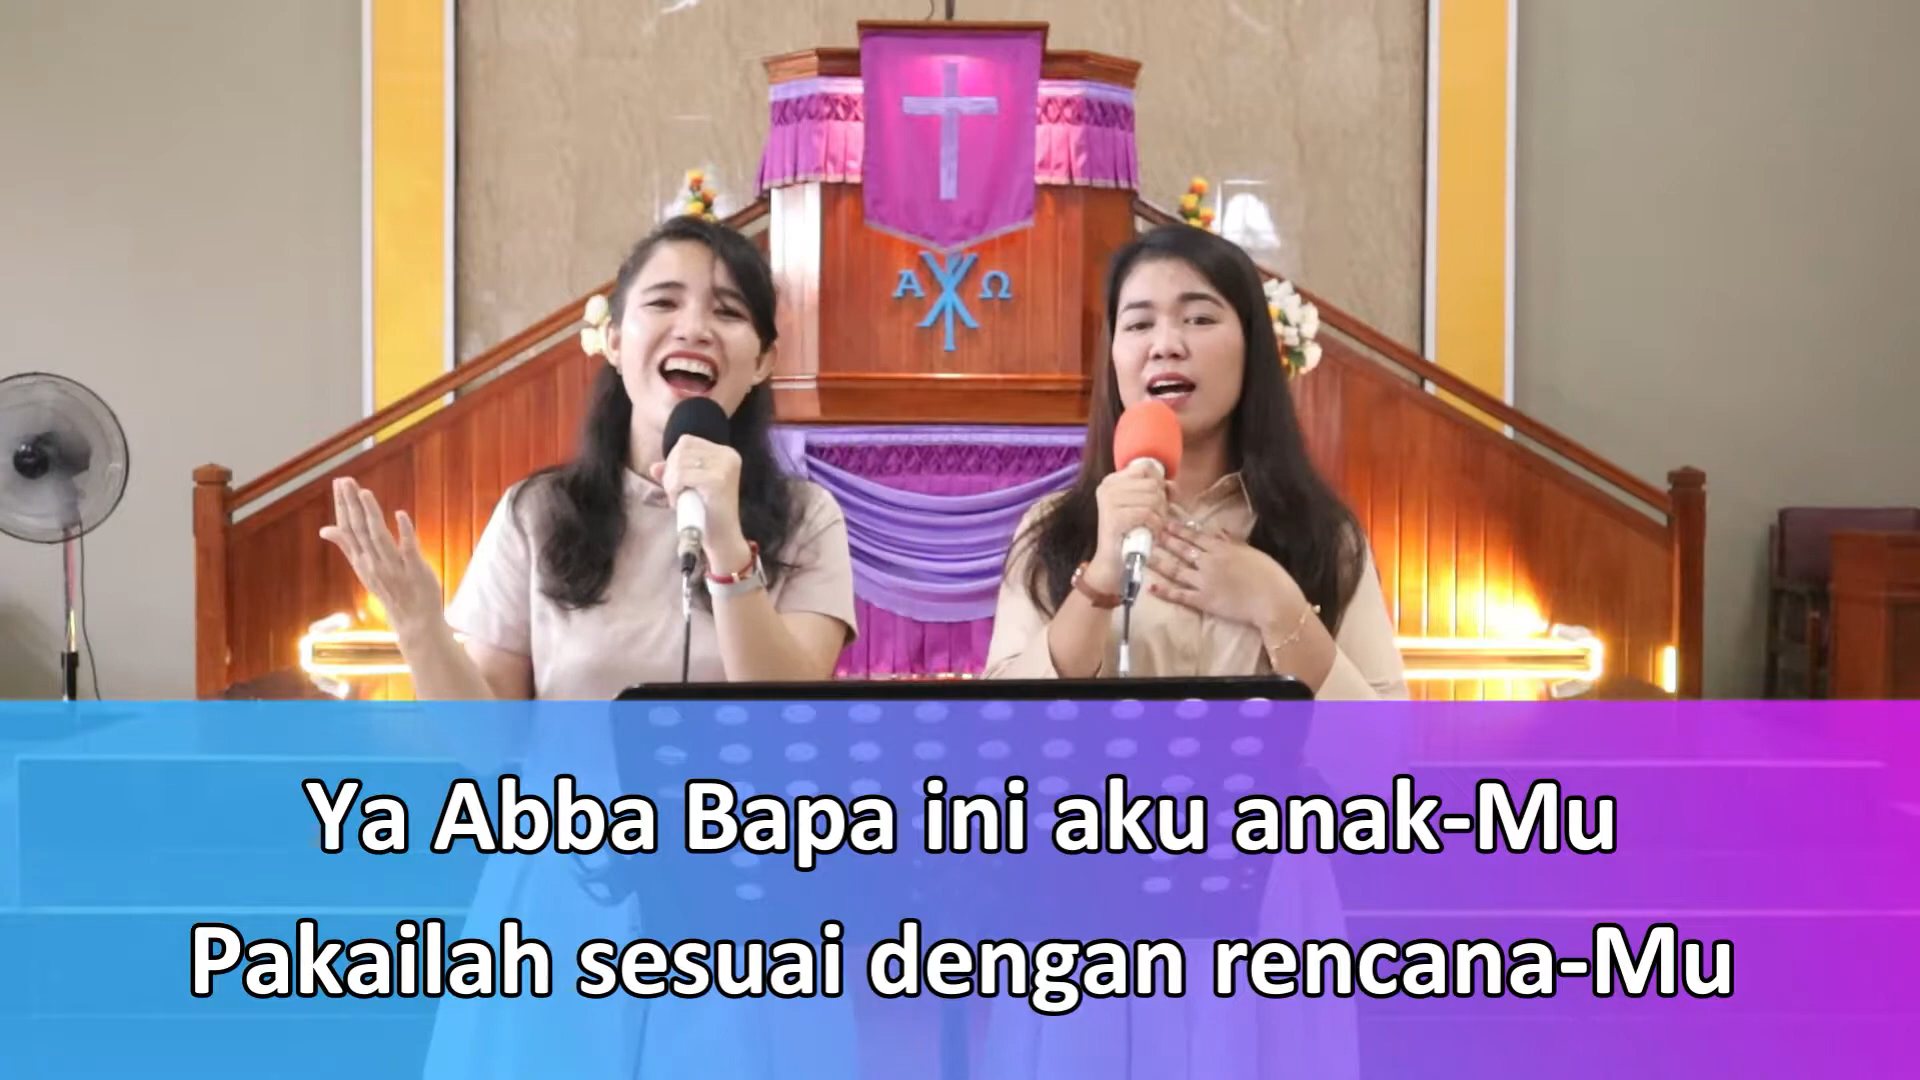 Α Ω
Ya Abba Bapa ini aku anak-Mu
Pakailah sesuai dengan rencana-Mu